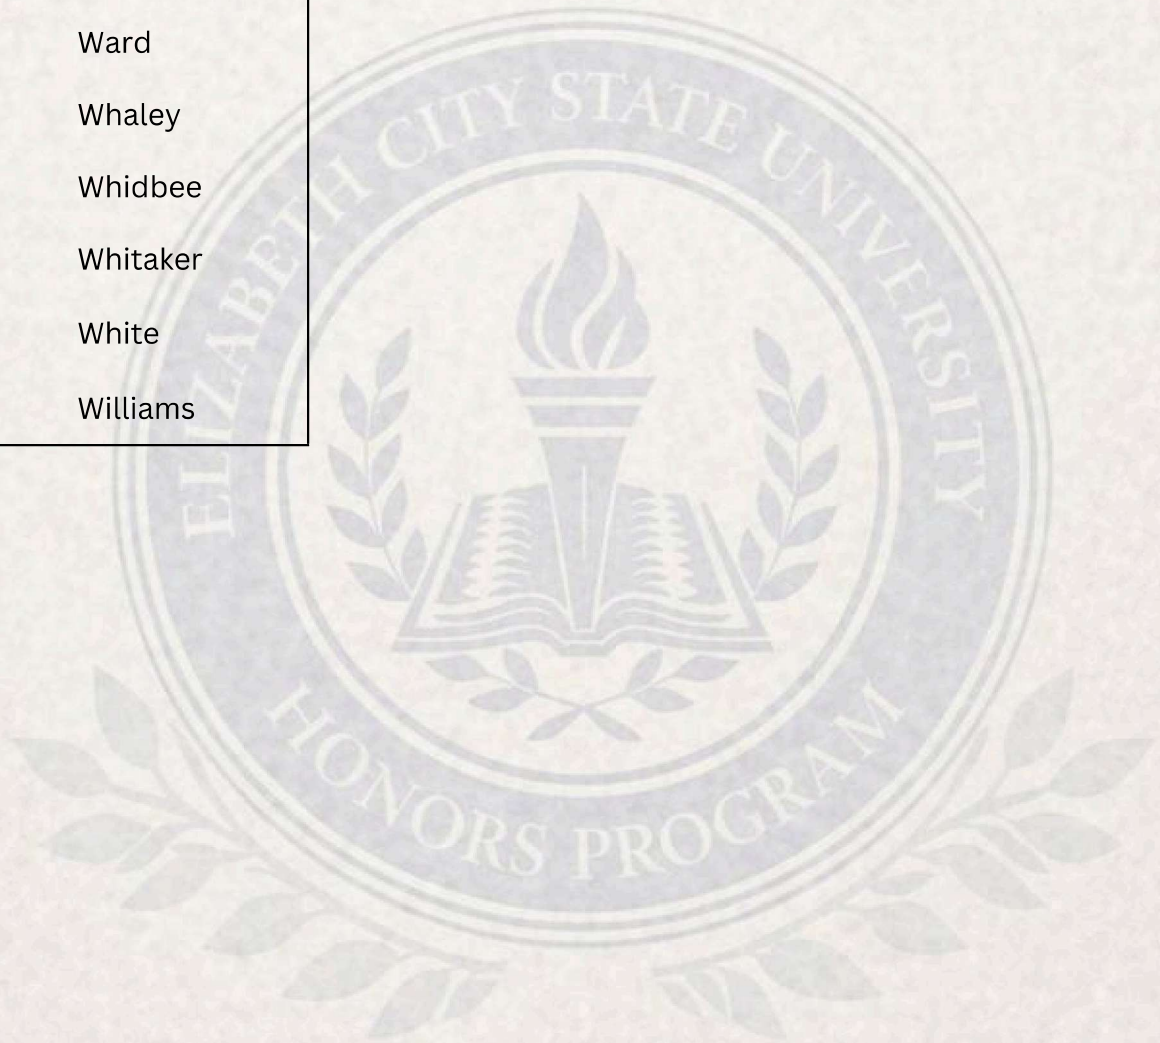 Ward
Whaley
Whidbee
Whitaker
White
Williams
ELIZABETH CITY STATE UNIVERSITY
HONORS PROGRAM